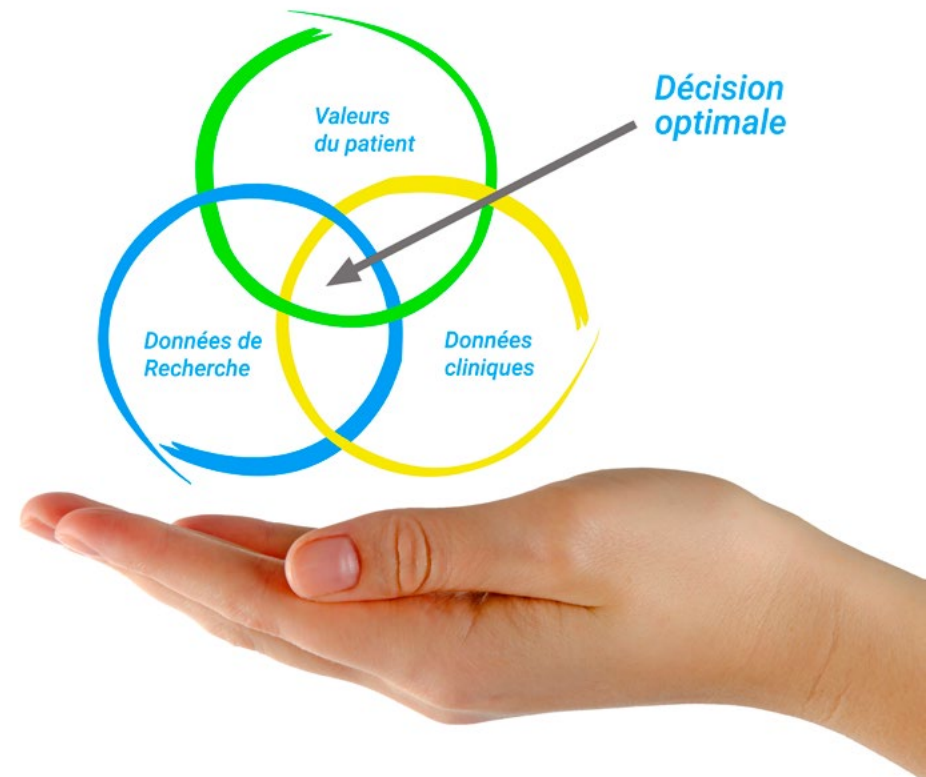 Décision
optimale
Valeurs
du patient
Données de
Recherche
Données
cliniques